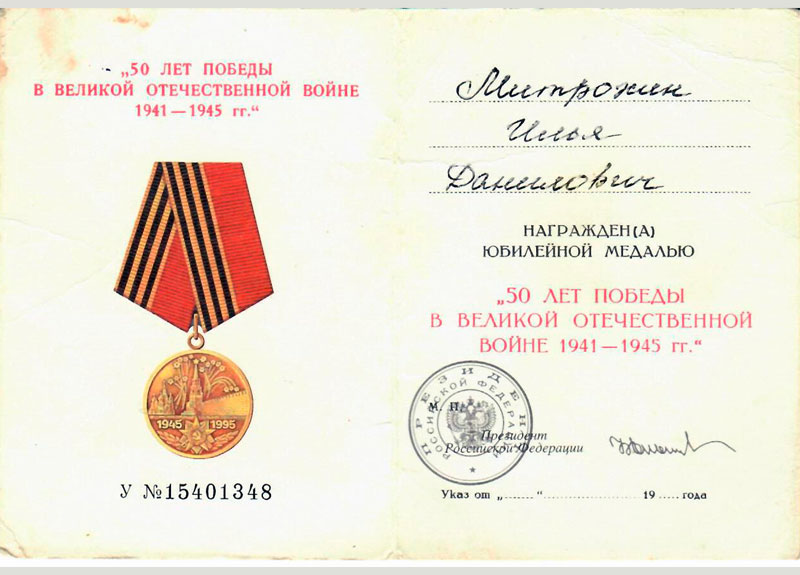 „50 ЛЕТ ПОБЕДЫ
В ВЕЛИКОЙ ОТЕЧЕСТВЕННОЙ ВОЙНЕ
1941—1945 гг.“
1945 1995
У №15401348
Митрохин
Илья
Данилович
НАГРАЖДЕН(А)
ЮБИЛЕЙНОЙ МЕДАЛЬЮ
„50 ЛЕТ ПОБЕДЫ
В ВЕЛИКОЙ ОТЕЧЕСТВЕННОЙ
ВОЙНЕ 1941—1945 гг.“
ПРЕЗИДЕНТ
РОССИЙСКОЙ ФЕДЕРАЦИИ
М. П.
Президент
Российской Федерации
Указ от „......“ ............... 19..... года